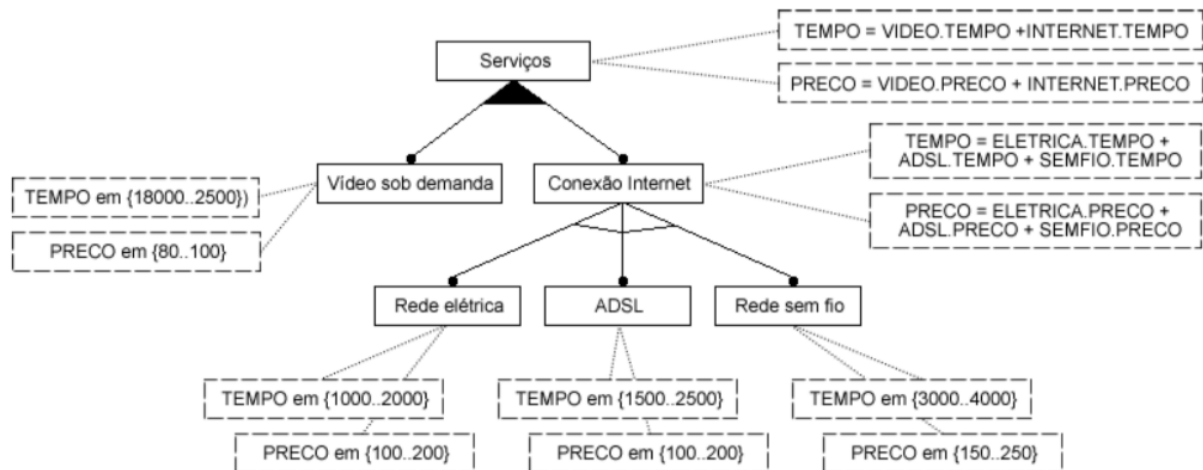 TEMPO = VIDEO.TEMPO +INTERNET.TEMPO
Serviços
PRECO = VIDEO.PRECO + INTERNET.PRECO
TEMPO = ELETRICA.TEMPO +
ADSL.TEMPO + SEMFIO.TEMPO
Vídeo sob demanda
Conexão Internet
TEMPO em {18000..2500})
PRECO = ELETRICA.PRECO +
ADSL.PRECO + SEMFIO.PRECO
PRECO em {80..100}
Rede elétrica
ADSL
Rede sem fio
TEMPO em {1000..2000}
TEMPO em {1500..2500}
TEMPO em {3000..4000}
PRECO em {100..200}
PRECO em {100..200}
PRECO em {150..250}